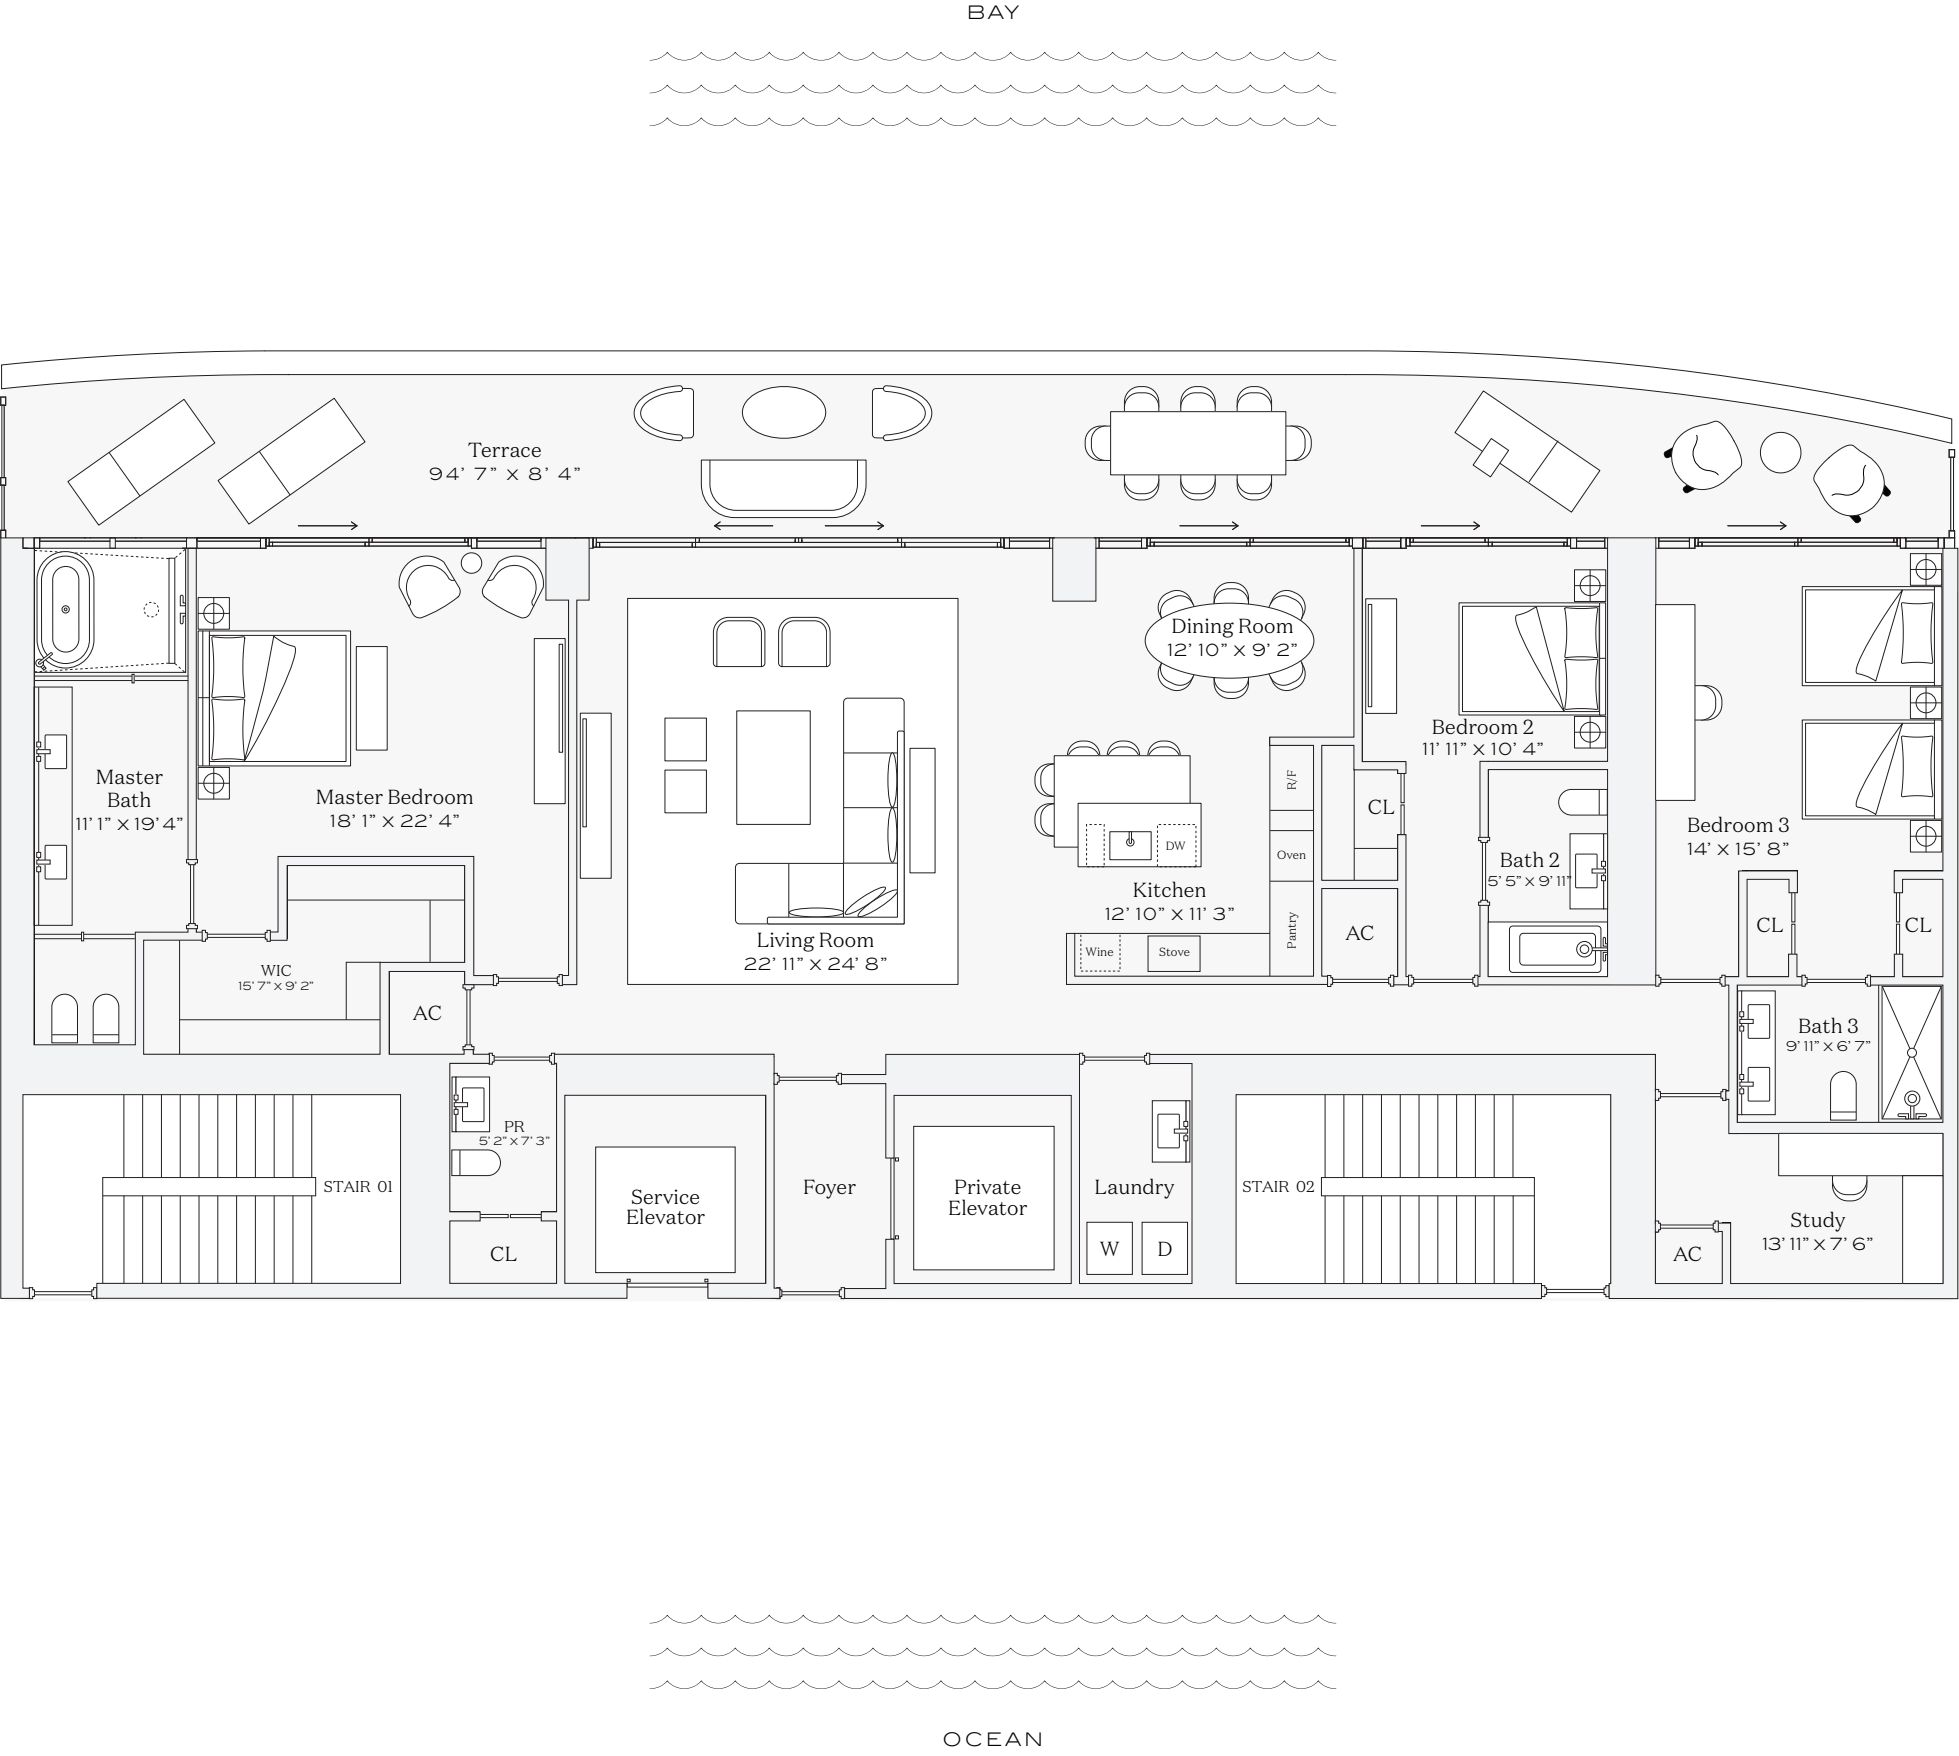 BAY
Terrace
94' 7" X 8' 4"
Dining Room
12' 10" X 9' 2"
Bedroom 2
11' 11" X 10' 4"
Master
Bath
11' 1" X 19' 4"
Master Bedroom
18' 1" X 22' 4"
R/F
CL
Bedroom 3
14' X 15' 8"
DW
Oven
Bath 2
5' 5" X 9' 11"
Kitchen
12' 10" X 11' 3"
Living Room
22' 11" X 24' 8"
Pantry
AC
CL
CL
Wine
Stove
WIC
15' 7" X 9' 2"
AC
Bath 3
9' 11" X 6' 7"
PR
5' 2" X 7' 3"
STAIR 01
Service
Elevator
Foyer
Private
Elevator
Laundry
STAIR 02
Study
13' 11" X 7' 6"
CL
W
D
AC
OCEAN